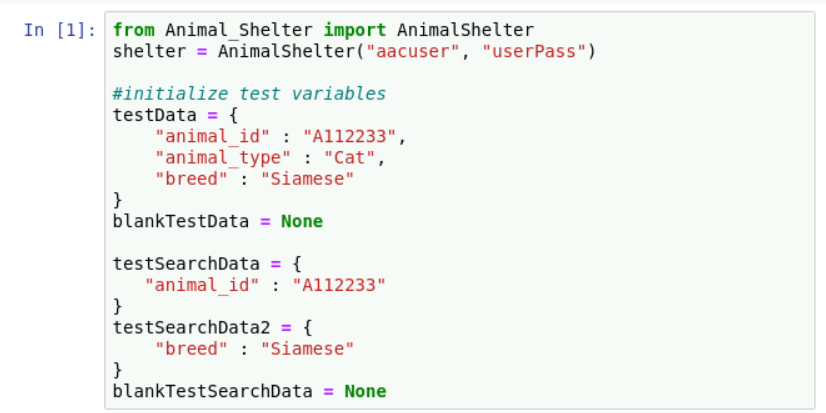 In [1]: from Animal_Shelter import AnimalShelter
shelter = AnimalShelter("aacuser", "userPass")
#initialize test variables
testData = {
    "animal_id" : "A112233",
    "animal_type" : "Cat",
    "breed" : "Siamese"
}
blankTestData = None
testSearchData = {
   "animal_id" : "A112233"
}
testSearchData2 = {
    "breed" : "Siamese"
}
blankTestSearchData = None